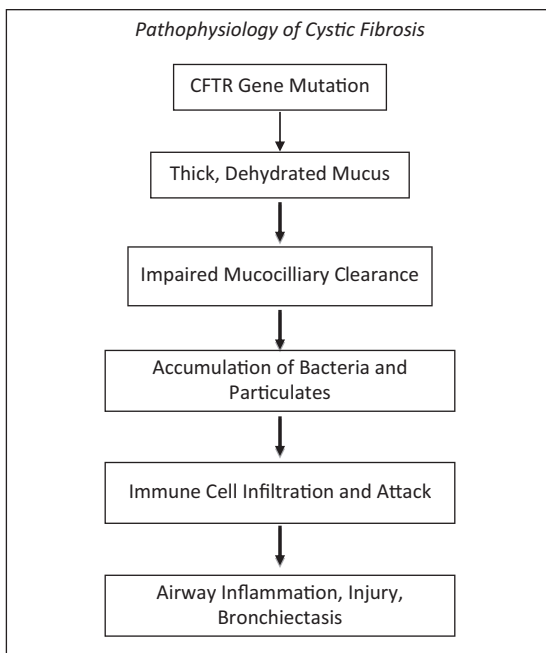 Pathophysiology of Cystic Fibrosis
CFTR Gene Mutation
Thick, Dehydrated Mucus
Impaired Mucocilliary Clearance
Accumulation of Bacteria and
Particulates
Immune Cell Infiltration and Attack
Airway Inflammation, Injury,
Bronchiectasis